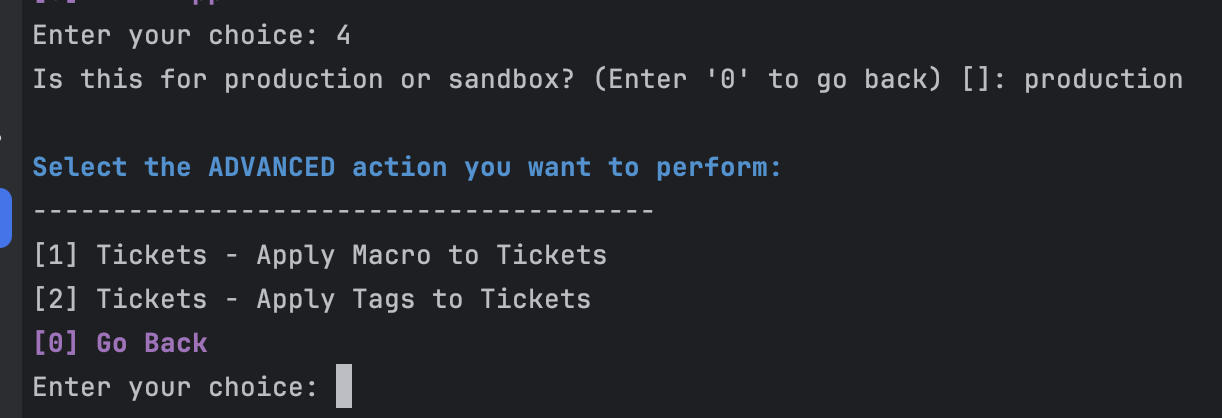 Enter your choice: 4
Is this for production or sandbox? (Enter '0' to go back) []: production
Select the ADVANCED action you want to perform:
---------------------------------------
[1] Tickets - Apply Macro to Tickets
[2] Tickets - Apply Tags to Tickets
[0] Go Back
Enter your choice: